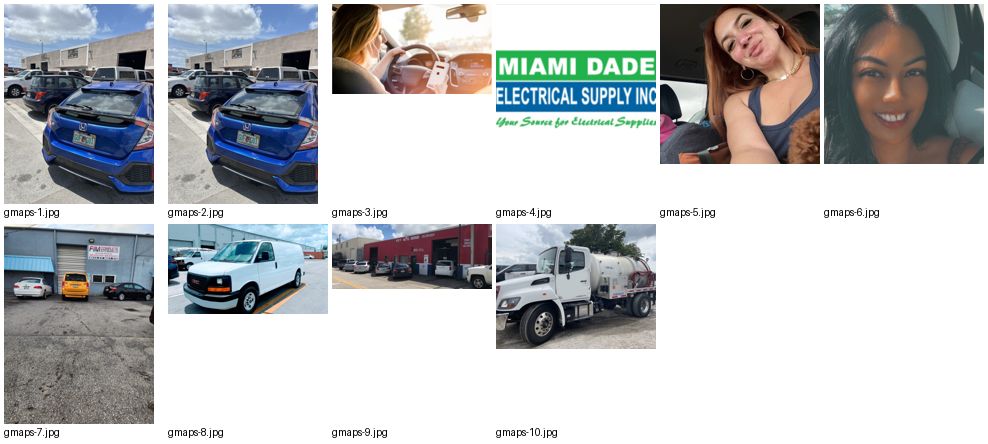 MIAMI DADE
ELECTRICAL SUPPLY INC
Your Source for Electrical Supplies
gmaps-1.jpg
gmaps-2.jpg
gmaps-3.jpg
gmaps-4.jpg
gmaps-5.jpg
gmaps-6.jpg
gmaps-7.jpg
gmaps-8.jpg
gmaps-9.jpg
gmaps-10.jpg